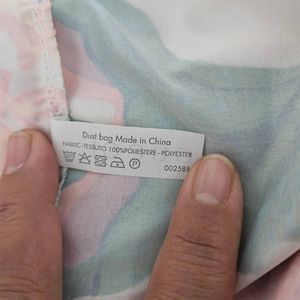 Dust bag Made in China
FABRIC-TESSUTO 100%POLIESTERE - POLYESTER
002588